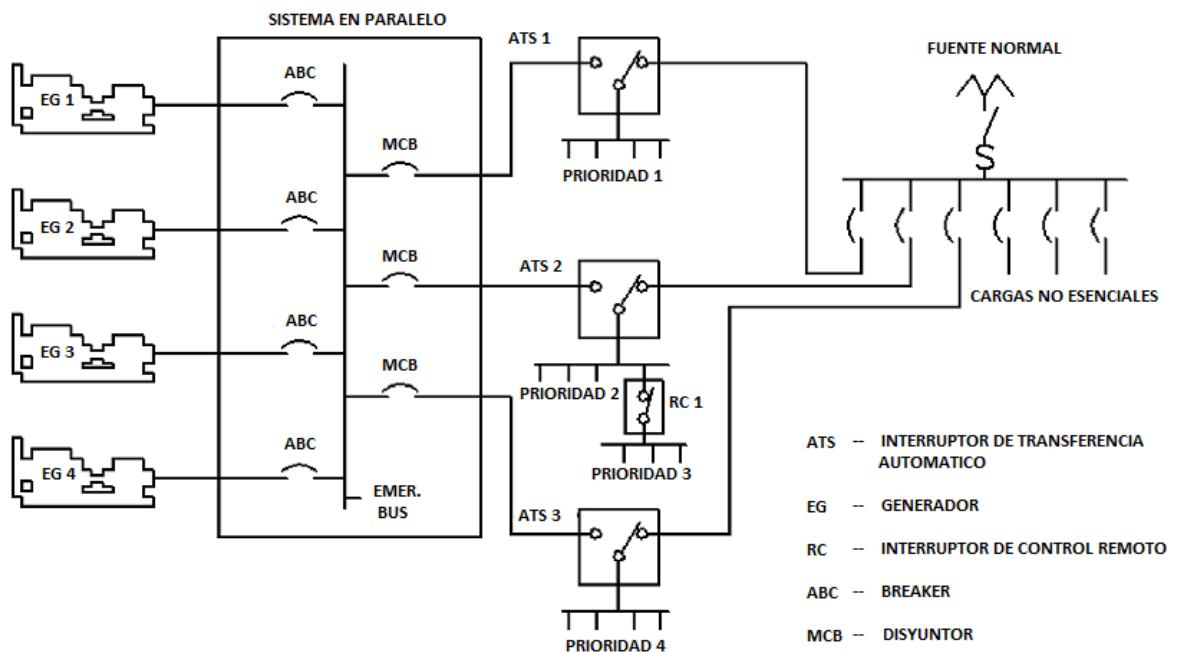 SISTEMA EN PARALELO
ATS 1
FUENTE NORMAL
ABC
EG 1
MCB
PRIORIDAD 1
ABC
EG 2
MCB
ATS 2
CARGAS NO ESENCIALES
ABC
EG 3
MCB
PRIORIDAD 2
RC 1
ABC
EG 4
PRIORIDAD 3
EMER.
BUS
ATS 3
PRIORIDAD 4
ATS -- INTERRUPTOR DE TRANSFERENCIA
AUTOMATICO
EG -- GENERADOR
RC -- INTERRUPTOR DE CONTROL REMOTO
ABC -- BREAKER
MCB -- DISYUNTOR